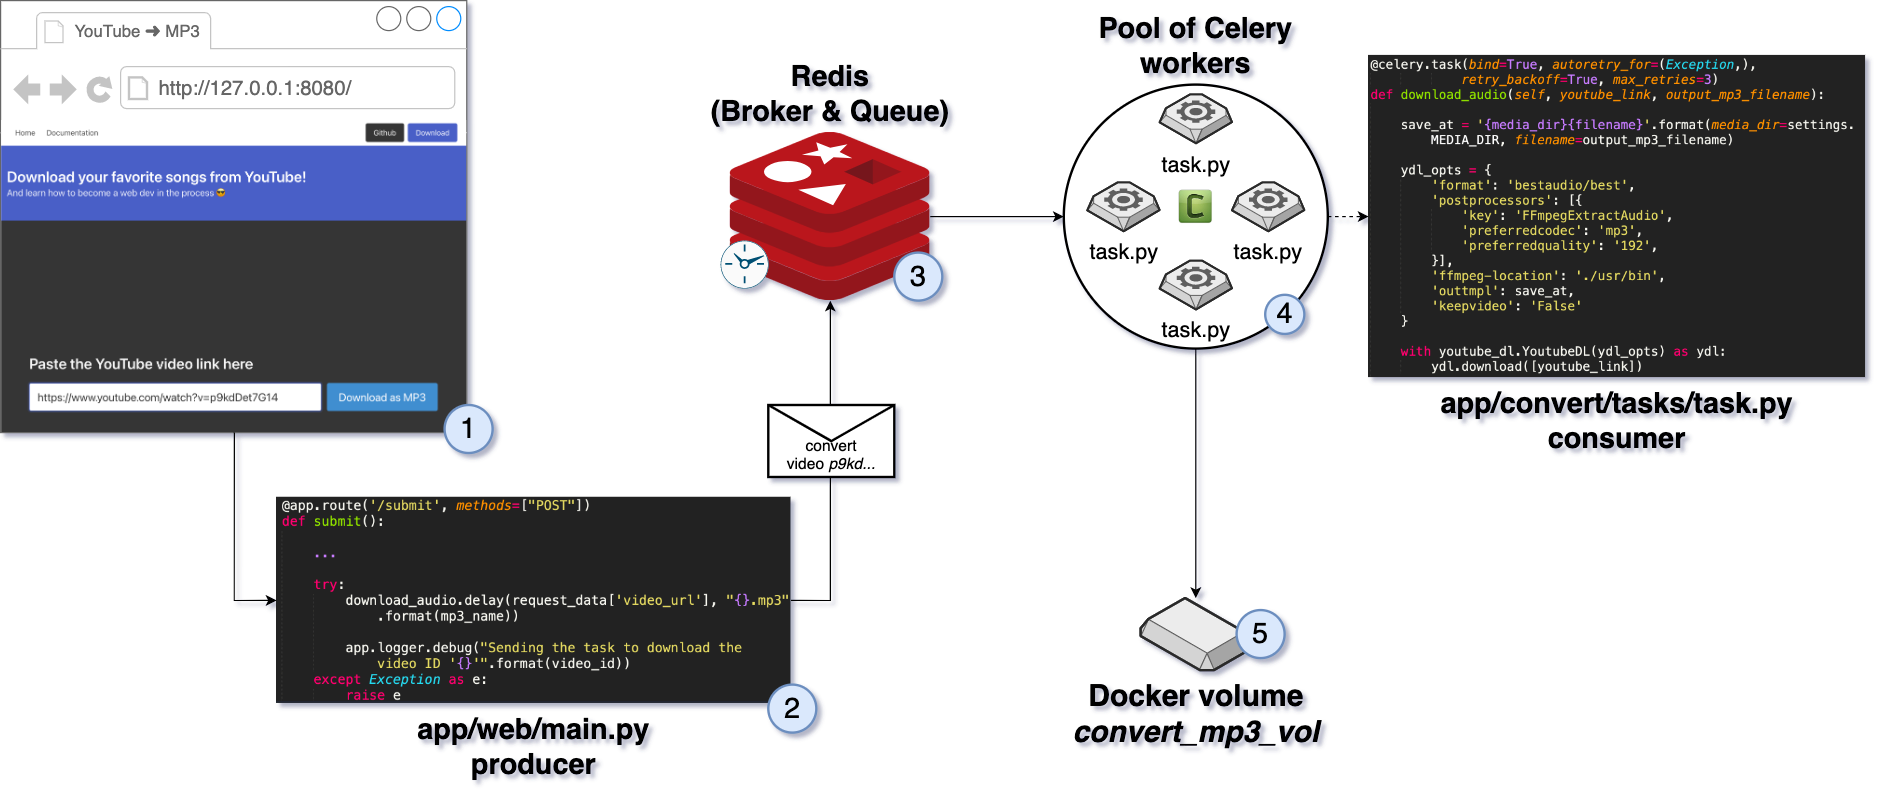 YouTube ➜ MP3
http://127.0.0.1:8080/
Home Documentation Github Download
Download your favorite songs from YouTube!
And learn how to become a web dev in the process 😎
Paste the YouTube video link here
https://www.youtube.com/watch?v=p9kdDet7G14 Download as MP3
1
@app.route('/submit', methods=["POST"])
def submit():
...
try:
download_audio.delay(request_data['video_url'], "{}.mp3"
.format(mp3_name))
app.logger.debug("Sending the task to download the
video ID '{}'".format(video_id))
except Exception as e:
raise e
2
app/web/main.py
producer
convert
video p9kd...
Redis
(Broker & Queue)
3
Pool of Celery
workers
task.py
C
task.py task.py
task.py
4
@celery.task(bind=True, autoretry_for=(Exception,),
retry_backoff=True, max_retries=3)
def download_audio(self, youtube_link, output_mp3_filename):
save_at = '{media_dir}{filename}'.format(media_dir=settings.
MEDIA_DIR, filename=output_mp3_filename)
ydl_opts = {
'format': 'bestaudio/best',
'postprocessors': [{
'key': 'FFmpegExtractAudio',
'preferredcodec': 'mp3',
'preferredquality': '192',
}],
'ffmpeg-location': './usr/bin',
'outtmpl': save_at,
'keepvideo': 'False'
}
with youtube_dl.YoutubeDL(ydl_opts) as ydl:
ydl.download([youtube_link])
app/convert/tasks/task.py
consumer
5
Docker volume
convert_mp3_vol